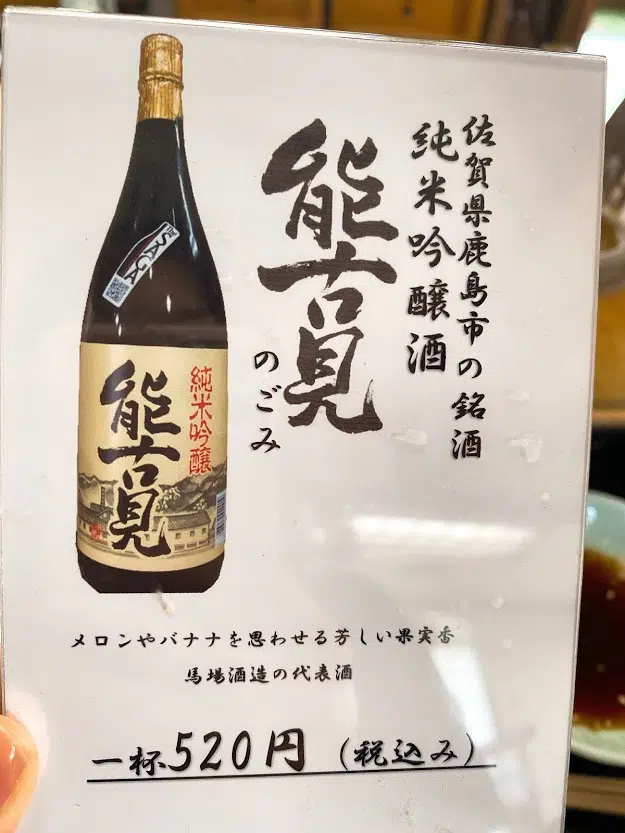 佐賀県鹿島市の銘酒
純米吟醸酒
能古見
のごみ
THE SAGA
純米吟醸
能古見
メロンやバナナを思わせる芳しい果実香
馬場酒造の代表酒
一杯520円（税込み）